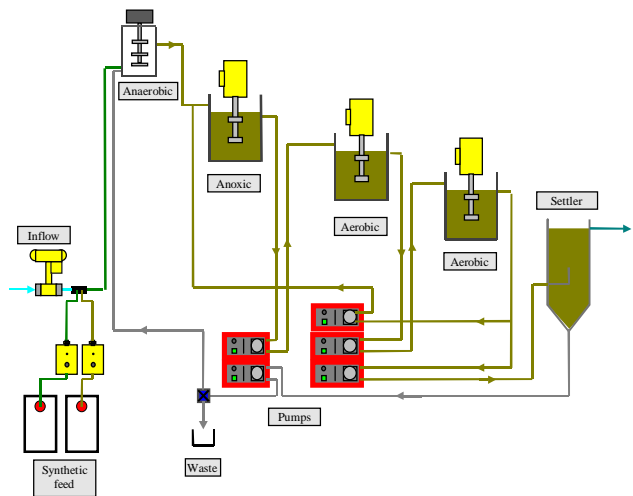 Anaerobic
Anoxic
Aerobic
Aerobic
Settler
Inflow
Pumps
Waste
Synthetic
feed